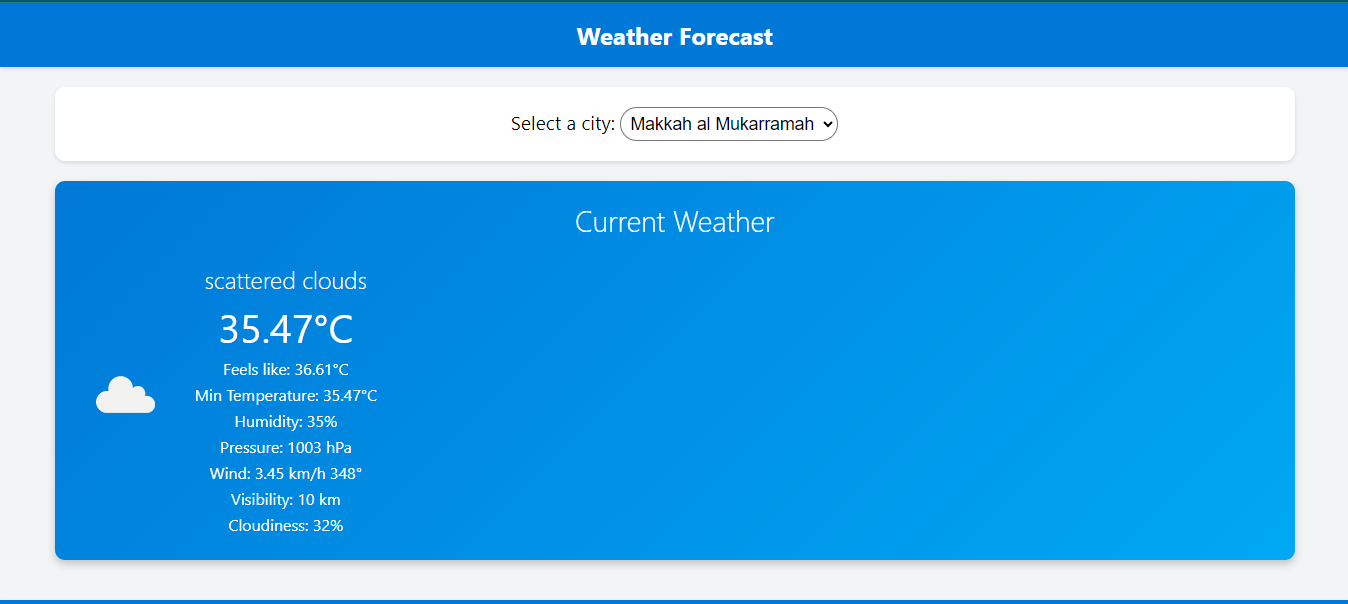 Weather Forecast
Select a city: Makkah al Mukarramah
Current Weather
scattered clouds
35.47°C
Feels like: 36.61°C
Min Temperature: 35.47°C
Humidity: 35%
Pressure: 1003 hPa
Wind: 3.45 km/h 348°
Visibility: 10 km
Cloudiness: 32%